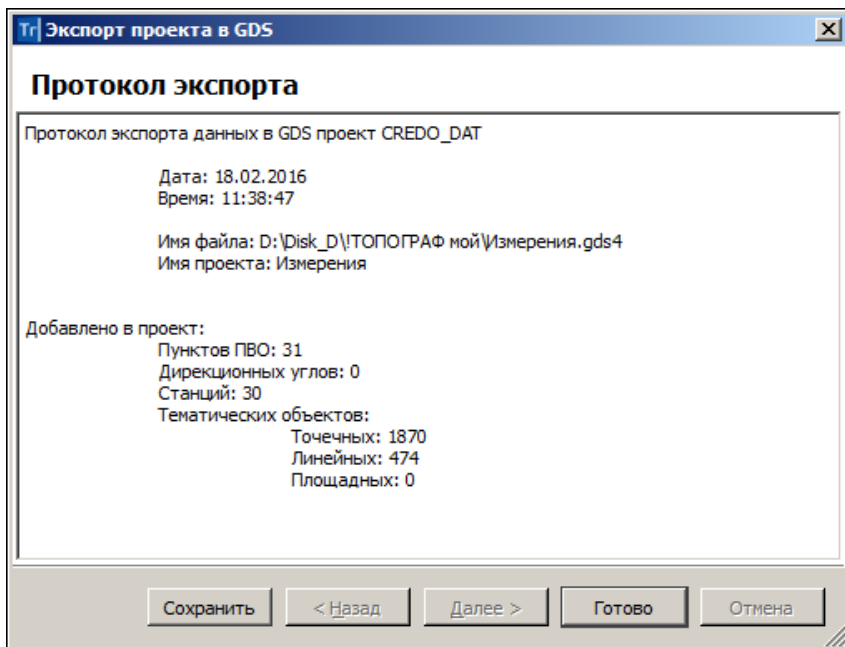 Tr Экспорт проекта в GDS
Протокол экспорта
Протокол экспорта данных в GDS проект CREDO_DAT
Дата: 18.02.2016
Время: 11:38:47
Имя файла: D:\Disk_D\!ТОПОГРАФ мой\Измерения.gds4
Имя проекта: Измерения
Добавлено в проект:
Пунктов ПВО: 31
Дирекционных углов: 0
Станций: 30
Тематических объектов:
Точечных: 1870
Линейных: 474
Площадных: 0
Сохранить < Назад Далее > Готово Отмена